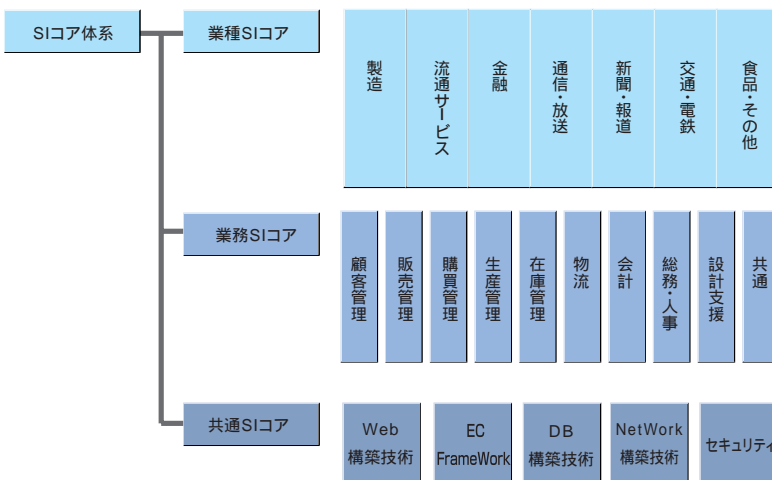 SIコア体系
業種SIコア
製造
流通サービス
金融
通信・放送
新聞・報道
交通・電鉄
食品・その他
業務SIコア
顧客管理
販売管理
購買管理
生産管理
在庫管理
物流
会計
総務・人事
設計支援
共通
共通SIコア
Web
構築技術
EC
FrameWork
DB
構築技術
NetWork
構築技術
セキュリティ